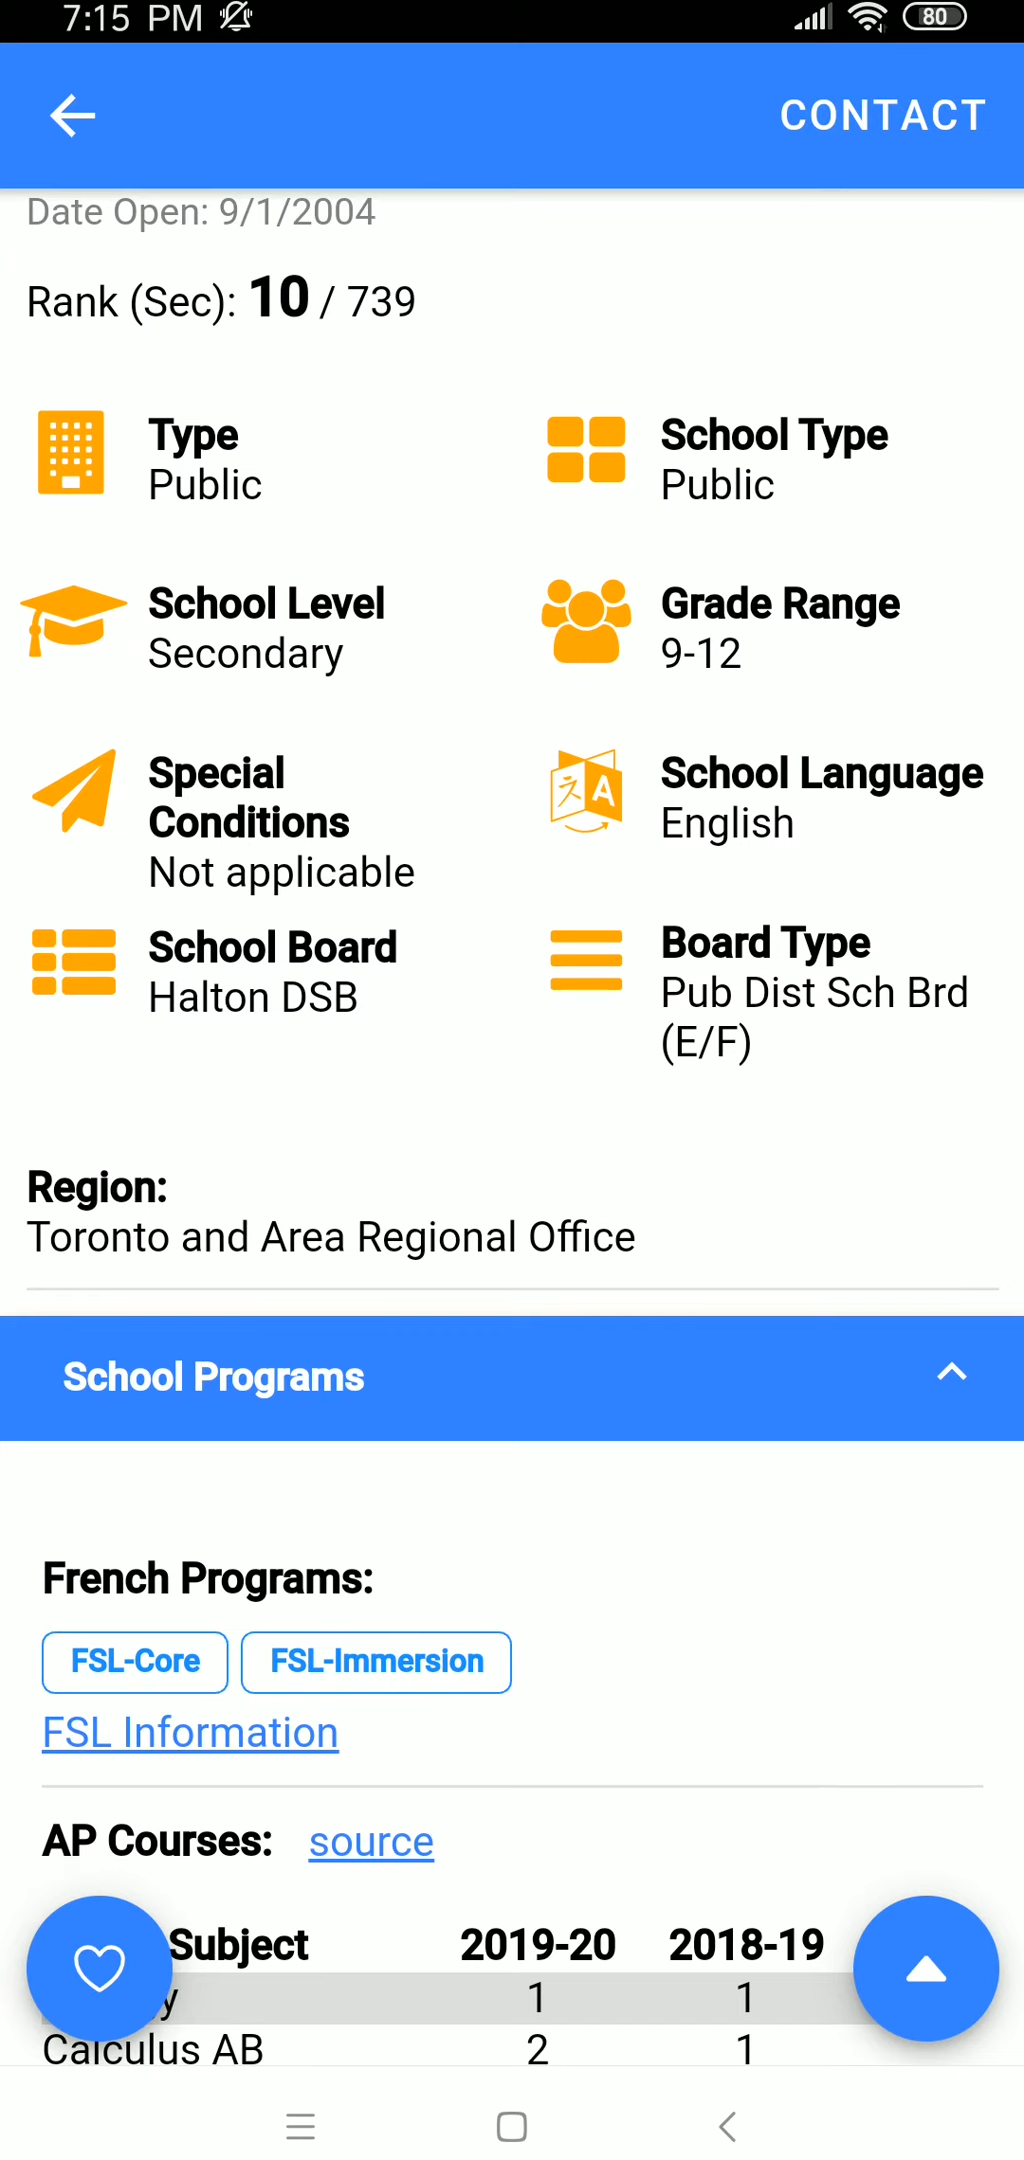 7:15 PM 80
CONTACT
Date Open: 9/1/2004
Rank (Sec): 10 / 739
Type
Public
School Type
Public
School Level
Secondary
Grade Range
9-12
Special
Conditions
Not applicable
School Language
English
School Board
Halton DSB
Board Type
Pub Dist Sch Brd
(E/F)
Region:
Toronto and Area Regional Office
School Programs
French Programs:
FSL-Core FSL-Immersion
FSL Information
AP Courses: source
Subject 2019-20 2018-19
1 1
Calculus AB 2 1